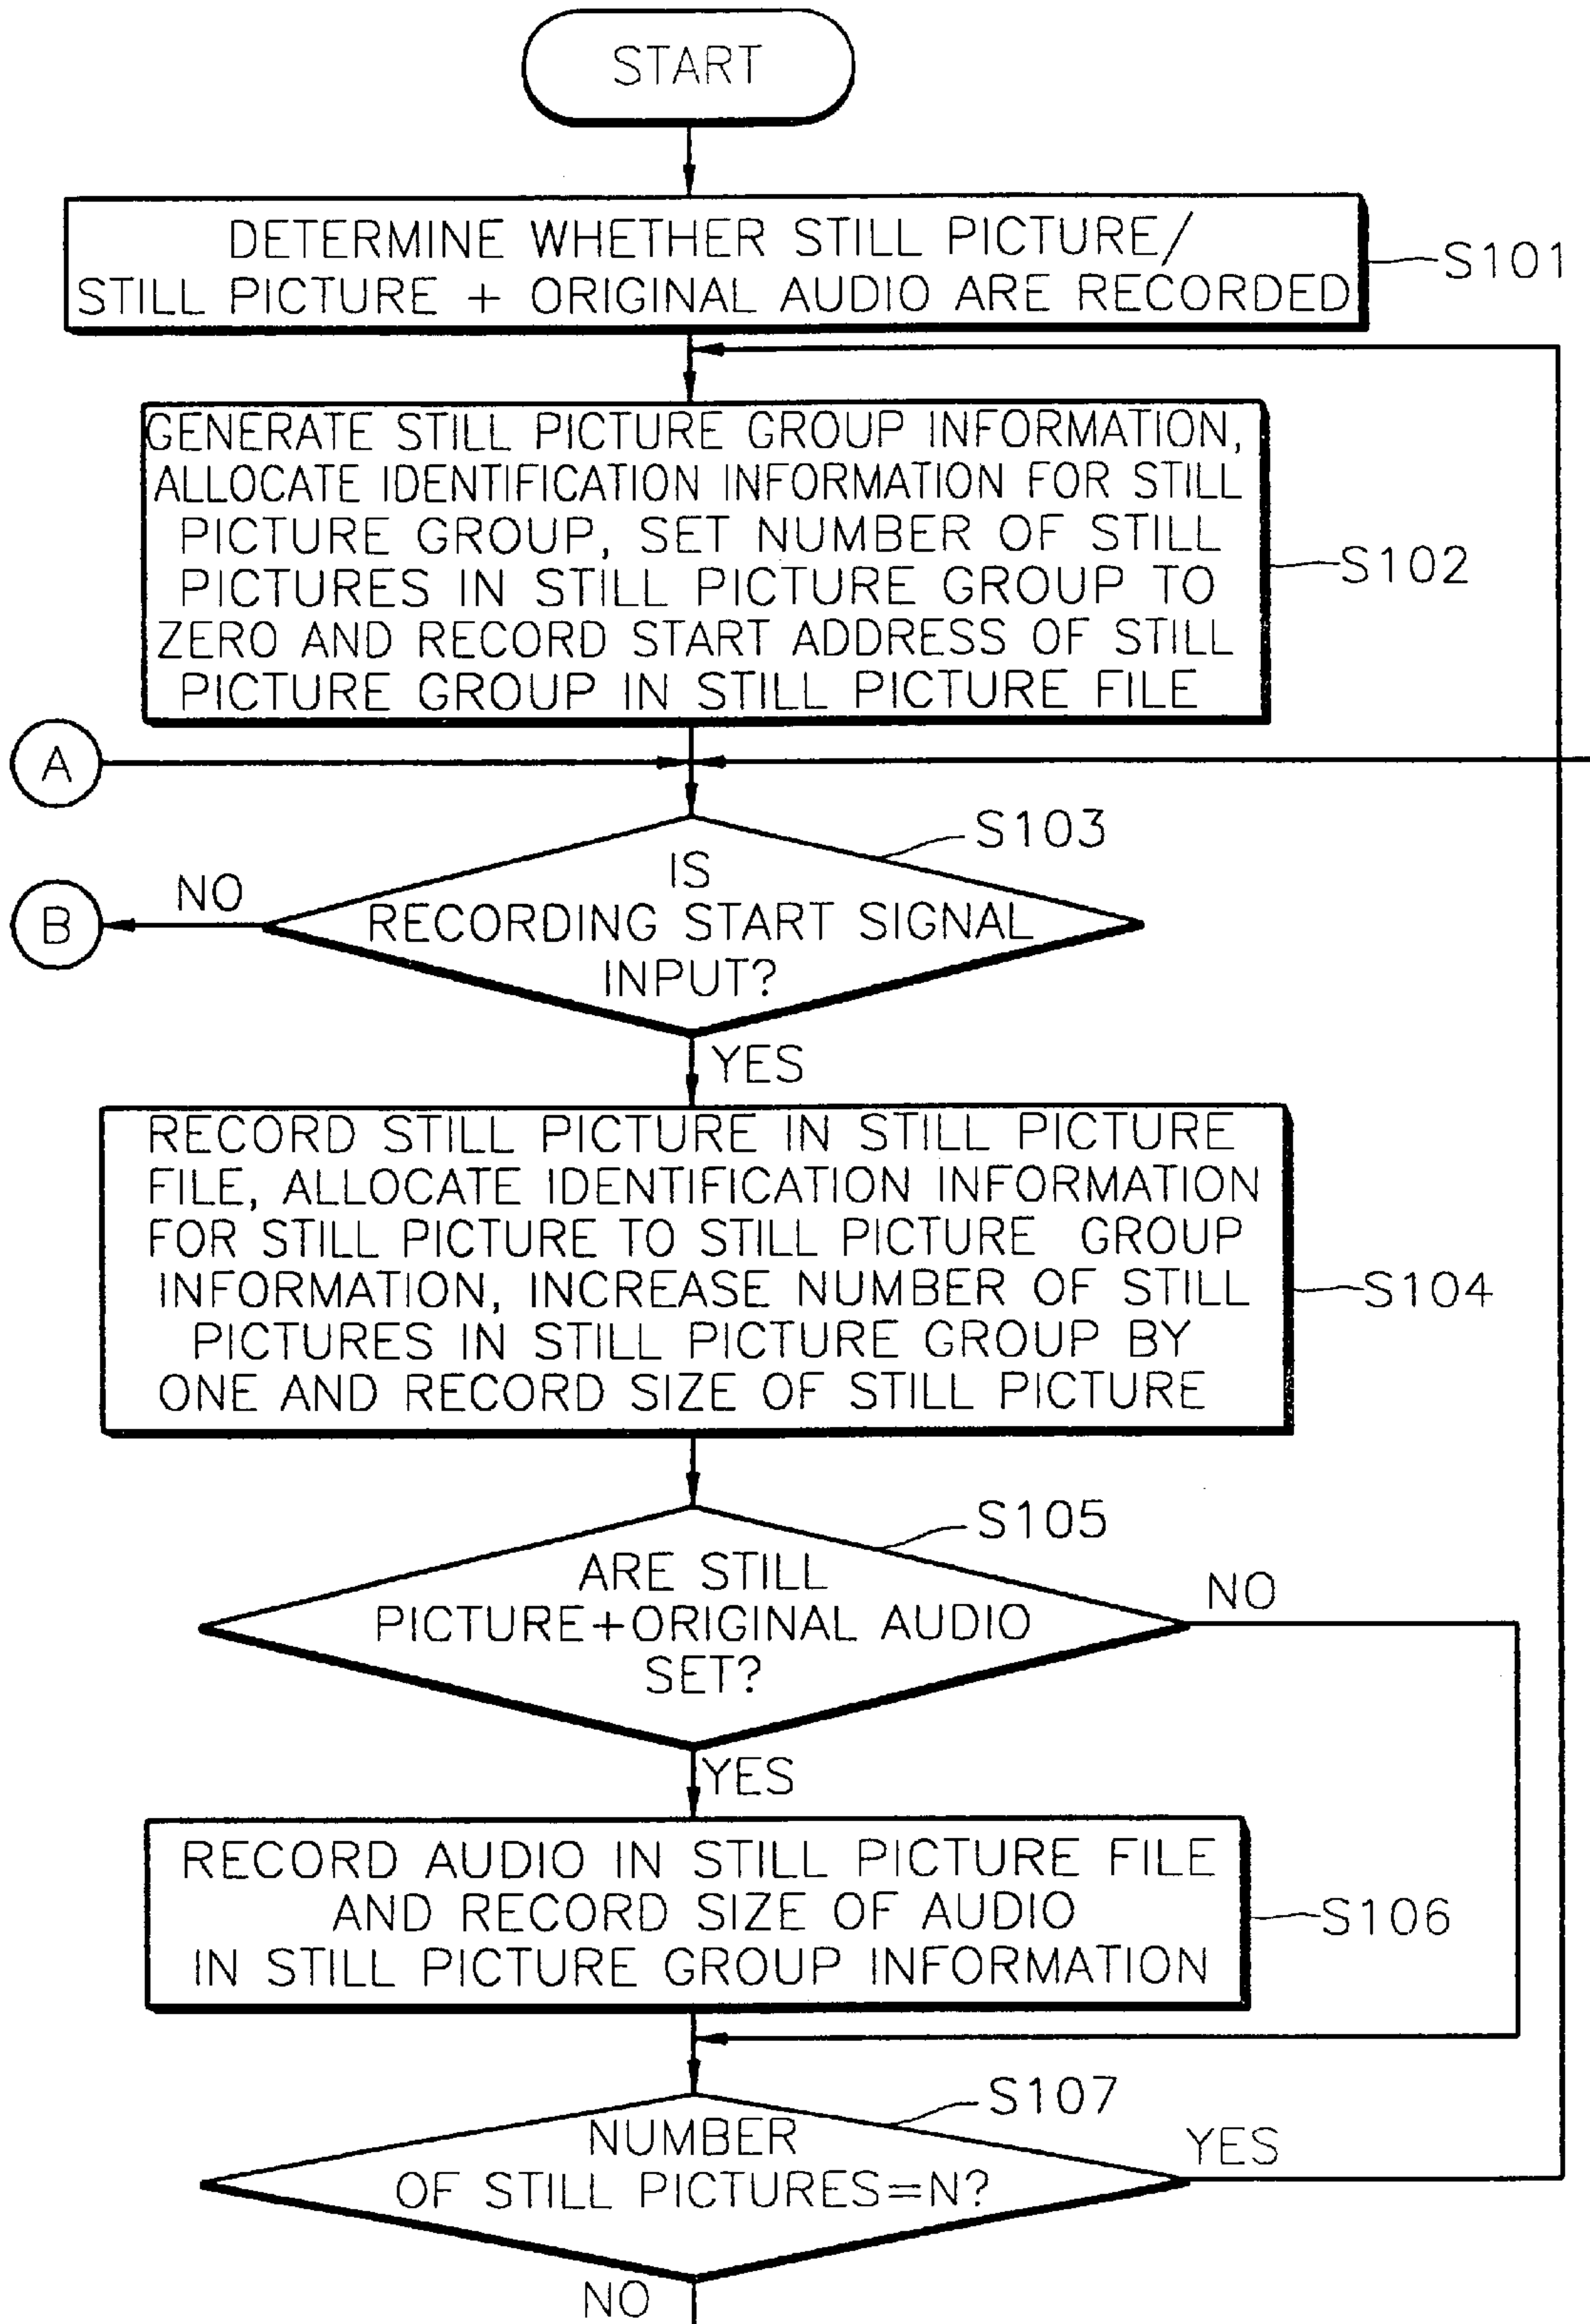 START
DETERMINE WHETHER STILL PICTURE/
STILL PICTURE + ORIGINAL AUDIO ARE RECORDED
S101
GENERATE STILL PICTURE GROUP INFORMATION,
ALLOCATE IDENTIFICATION INFORMATION FOR STILL
PICTURE GROUP, SET NUMBER OF STILL
PICTURES IN STILL PICTURE GROUP TO
ZERO AND RECORD START ADDRESS OF STILL
PICTURE GROUP IN STILL PICTURE FILE
S102
A
S103
IS
RECORDING START SIGNAL
INPUT?
NO
B
YES
RECORD STILL PICTURE IN STILL PICTURE
FILE, ALLOCATE IDENTIFICATION INFORMATION
FOR STILL PICTURE TO STILL PICTURE GROUP
INFORMATION, INCREASE NUMBER OF STILL
PICTURES IN STILL PICTURE GROUP BY
ONE AND RECORD SIZE OF STILL PICTURE
S104
S105
ARE STILL
PICTURE+ORIGINAL AUDIO
SET?
NO
YES
RECORD AUDIO IN STILL PICTURE FILE
AND RECORD SIZE OF AUDIO
IN STILL PICTURE GROUP INFORMATION
S106
S107
NUMBER
OF STILL PICTURES=N?
YES
NO